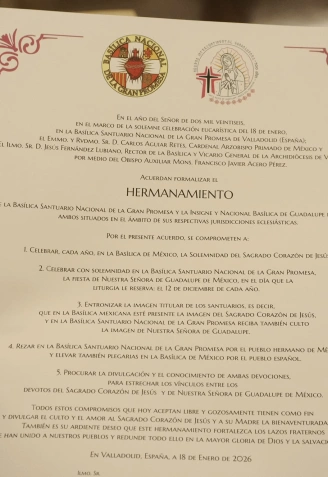 BASÍLICA NACIONAL
DE LA GRAN PROMESA
En el año del Señor de dos mil veintiséis,
en el marco de la solemne celebración eucarística del 18 de enero,
en la Basílica Santuario Nacional de la Gran Promesa de Valladolid (España),
el Exmo. y Rvdmo. Sr. D. Carlos Aguiar Retes, Cardenal Arzobispo Primado de México y
el Ilmo. Sr. D. Jesús Fernández Lubiano, Rector de la Basílica y Vicario General de la Archidiócesis de
por medio del Obispo Auxiliar Mons. Francisco Javier Acero Pérez.
Acuerdan formalizar el
HERMANAMIENTO
la Basílica Santuario Nacional de la Gran Promesa y la Insigne y Nacional Basílica de Guadalupe
ambos situados en el ámbito de sus respectivas jurisdicciones eclesiásticas.
Por el presente acuerdo, se comprometen a:
1. Celebrar, cada año, en la Basílica de México, la Solemnidad del Sagrado Corazón de Jesús
2. Celebrar con solemnidad en la Basílica Santuario Nacional de la Gran Promesa,
la fiesta de Nuestra Señora de Guadalupe de México, en el día que la
liturgia le reserva: el 12 de diciembre de cada año.
3. Entronizar la imagen titular de los santuarios, es decir,
que en la Basílica mexicana esté presente la imagen del Sagrado Corazón de Jesús,
y en la Basílica Santuario Nacional de la Gran Promesa reciba también culto
la imagen de Nuestra Señora de Guadalupe.
4. Rezar en la Basílica Santuario Nacional de la Gran Promesa por el pueblo hermano de
y llevar también plegarias en la Basílica de México por el pueblo español.
5. Procurar la divulgación y el conocimiento de ambas devociones,
para estrechar los vínculos entre los
devotos del Sagrado Corazón de Jesús y de Nuestra Señora de Guadalupe de México.
Todos estos compromisos que hoy aceptan libre y gozosamente tienen como fin
y divulgar el culto y el amor al Sagrado Corazón de Jesús y a su Madre la bienaventurada
También es su ardiente deseo que este hermanamiento fortalezca los lazos fraternos
han unido a nuestros pueblos y redunde todo ello en la mayor gloria de Dios y la
En Valladolid, España, a 18 de Enero de 2026
Ilmo. Sr.